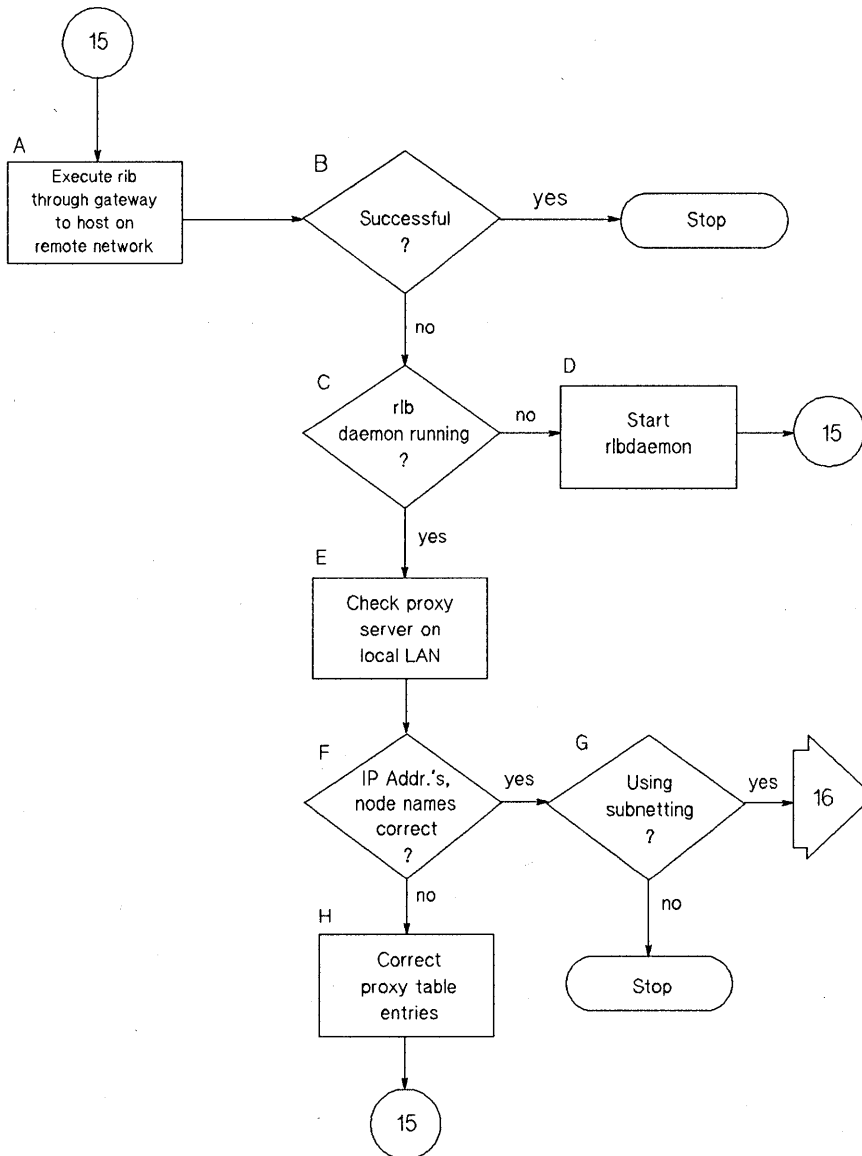 15
A
Execute rlb
through gateway
to host on
remote network
B
Successful
?
yes
Stop
no
C
rlb
daemon running
?
no
D
Start
rlbdaemon
15
yes
E
Check proxy
server on
local LAN
F
IP Addr.'s,
node names
correct
?
yes
G
Using
subnetting
?
yes
16
no
Stop
no
H
Correct
proxy table
entries
15